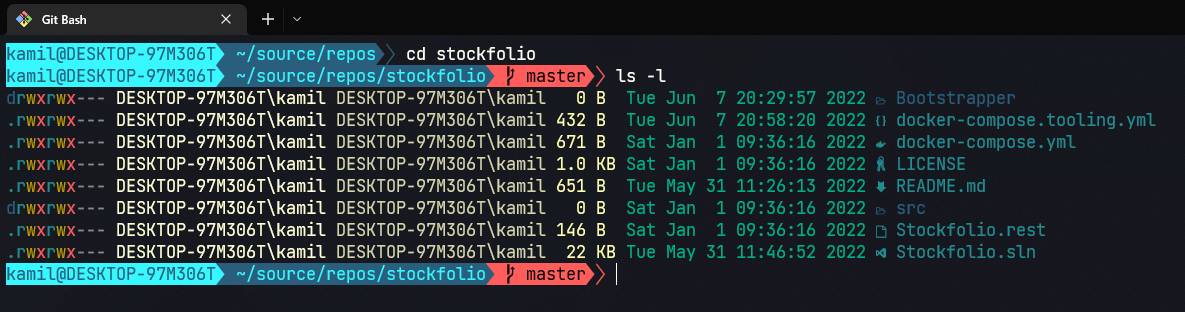 Git Bash
kamil@DESKTOP-97M306T ~/source/repos cd stockfolio
kamil@DESKTOP-97M306T ~/source/repos/stockfolio master ls -l
drwxrwx--- DESKTOP-97M306T\kamil DESKTOP-97M306T\kamil 0 B Tue Jun 7 20:29:57 2022 Bootstrapper
.rwxrwx--- DESKTOP-97M306T\kamil DESKTOP-97M306T\kamil 432 B Tue Jun 7 20:58:20 2022 {} docker-compose.tooling.yml
.rwxrwx--- DESKTOP-97M306T\kamil DESKTOP-97M306T\kamil 671 B Sat Jan 1 09:36:16 2022 docker-compose.yml
.rwxrwx--- DESKTOP-97M306T\kamil DESKTOP-97M306T\kamil 1.0 KB Sat Jan 1 09:36:16 2022 LICENSE
.rwxrwx--- DESKTOP-97M306T\kamil DESKTOP-97M306T\kamil 651 B Tue May 31 11:26:13 2022 README.md
drwxrwx--- DESKTOP-97M306T\kamil DESKTOP-97M306T\kamil 0 B Sat Jan 1 09:36:16 2022 src
.rwxrwx--- DESKTOP-97M306T\kamil DESKTOP-97M306T\kamil 146 B Sat Jan 1 09:36:16 2022 Stockfolio.rest
.rwxrwx--- DESKTOP-97M306T\kamil DESKTOP-97M306T\kamil 22 KB Tue May 31 11:46:52 2022 Stockfolio.sln
kamil@DESKTOP-97M306T ~/source/repos/stockfolio master